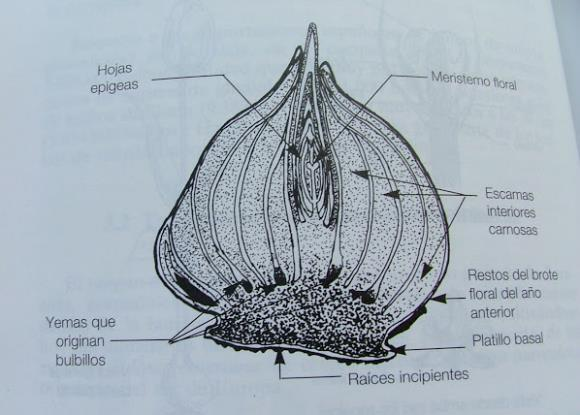 Hojas
epigeas
Meristemo floral
Escamas
interiores
carnosas
Restos del brote
floral del año
anterior
Platillo basal
Yemas que
originan
bulbillos
Raíces incipientes